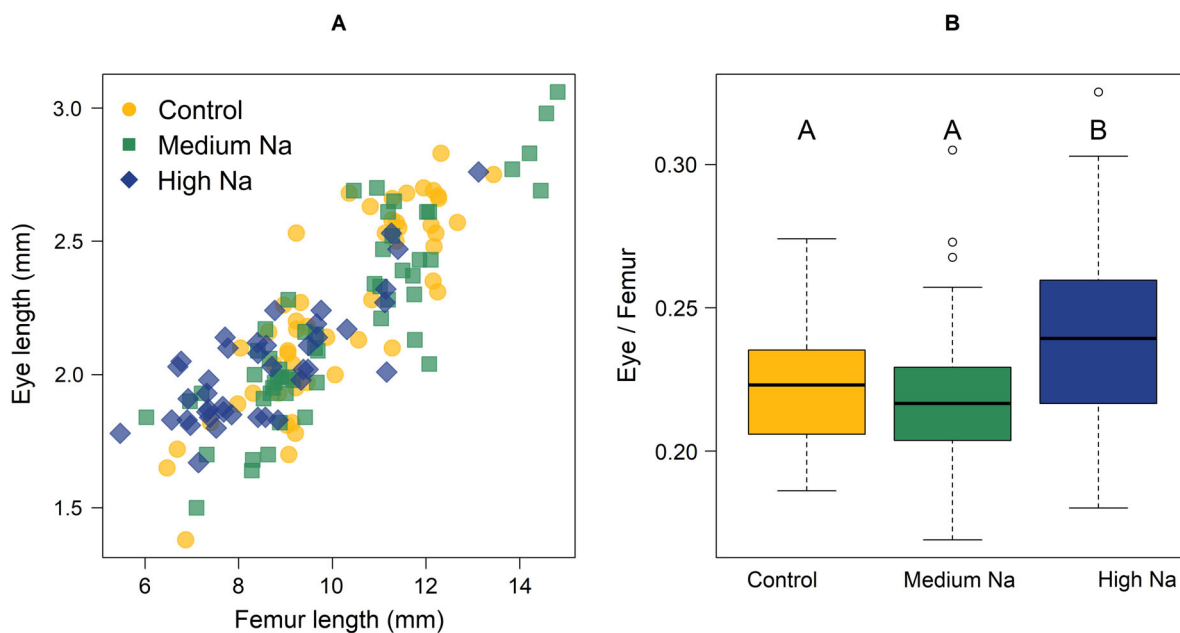 A
B
Control
Medium Na
High Na
3.0
2.5
2.0
1.5
Eye length (mm)
6
8
10
12
14
Femur length (mm)
A
A
B
0.30
0.25
0.20
Eye / Femur
Control
Medium Na
High Na